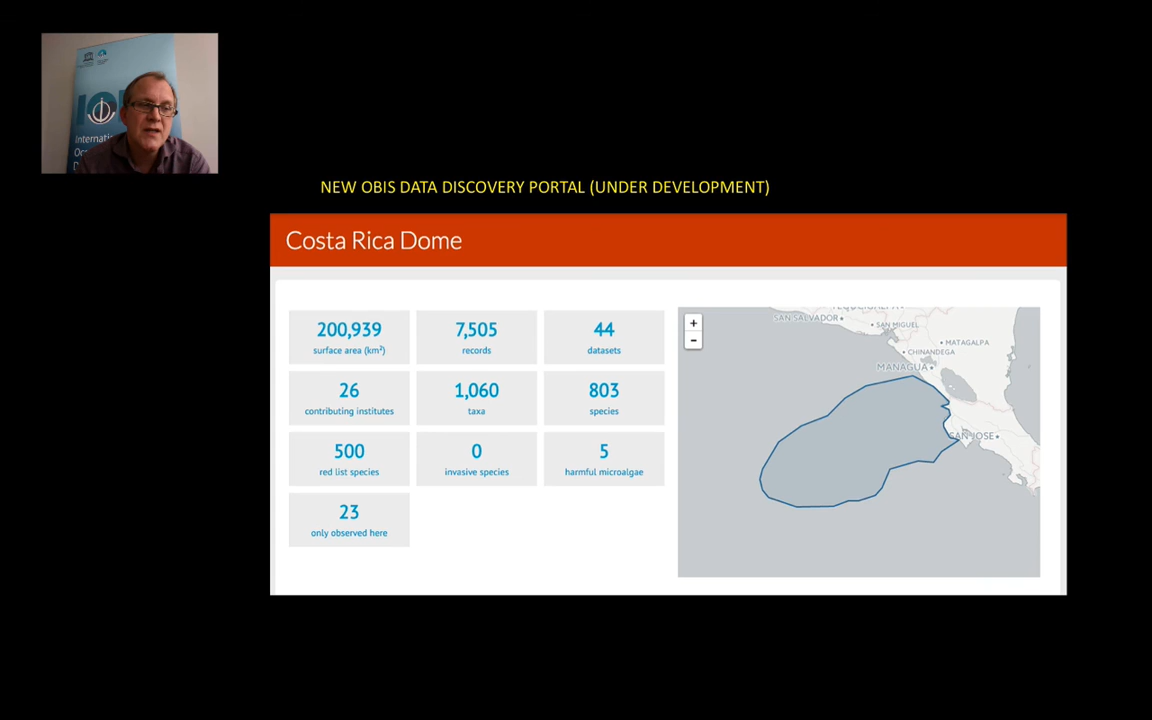 Internati
Oc
D
NEW OBIS DATA DISCOVERY PORTAL (UNDER DEVELOPMENT)
Costa Rica Dome
200,939
surface area (km²)
7,505
records
44
datasets
26
contributing institutes
1,060
taxa
803
species
500
red list species
0
invasive species
5
harmful microalgae
23
only observed here
+
-
SAN SALVADOR
SAN MIGUEL
MATAGALPA
CHINANDEGA
MANAGUA
SAN JOSE